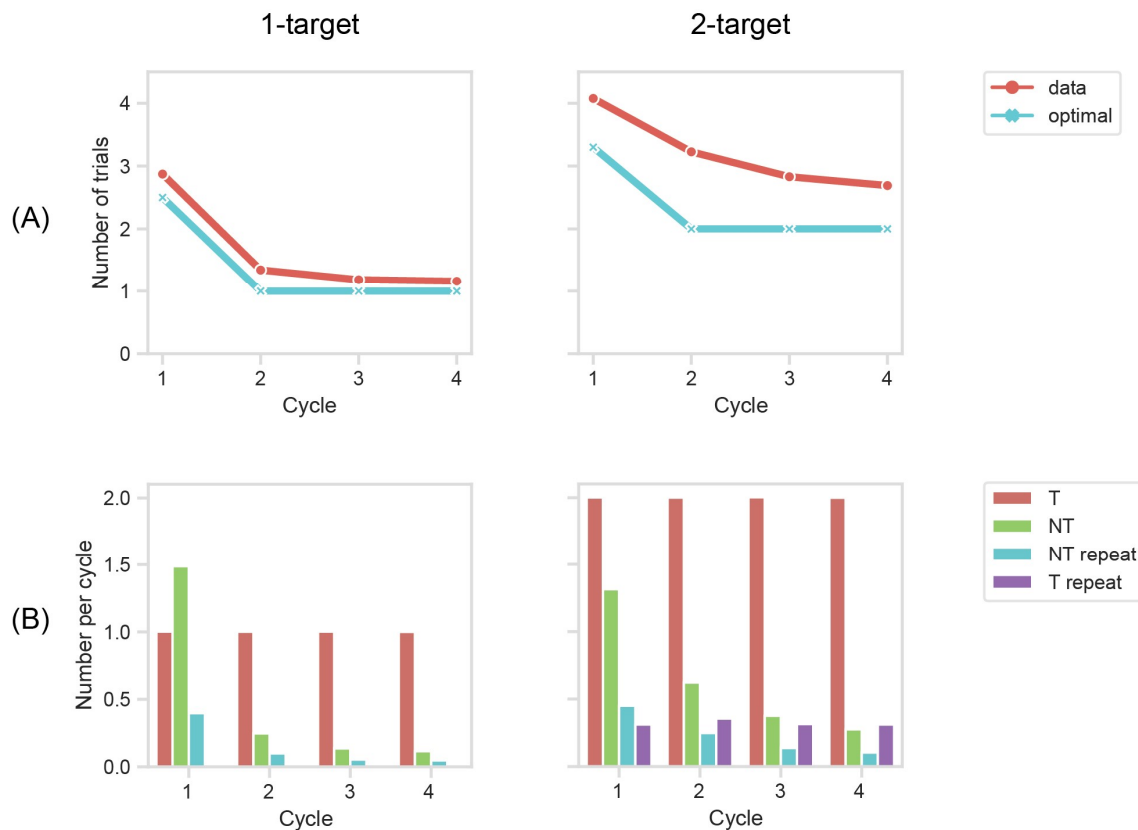 1-target
2-target
(A)
Number of trials
4
3
2
1
0
1
2
3
4
Cycle
1
2
3
4
Cycle
data
optimal
(B)
Number per cycle
2.0
1.5
1.0
0.5
0.0
1
2
3
4
Cycle
1
2
3
4
Cycle
T
NT
NT repeat
T repeat